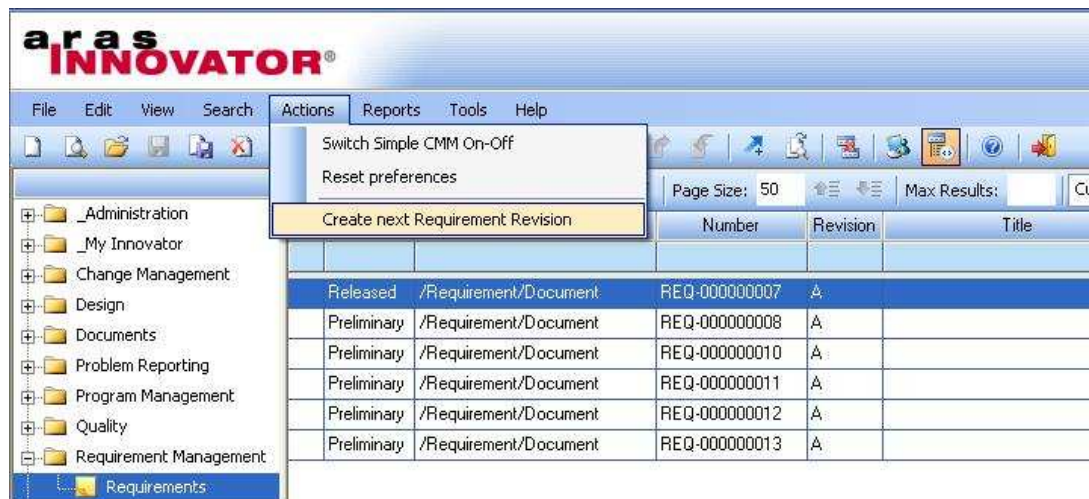 aras
INNOVATOR®
File Edit View Search Actions Reports Tools Help
Switch Simple CMM On-Off
Reset preferences
Create next Requirement Revision
Page Size: 50 Max Results:
Number Revision Title
_Administration
_My Innovator
Change Management
Design
Documents
Problem Reporting
Program Management
Quality
Requirement Management
Requirements
Released /Requirement/Document REQ-000000007 A
Preliminary /Requirement/Document REQ-000000008 A
Preliminary /Requirement/Document REQ-000000010 A
Preliminary /Requirement/Document REQ-000000011 A
Preliminary /Requirement/Document REQ-000000012 A
Preliminary /Requirement/Document REQ-000000013 A